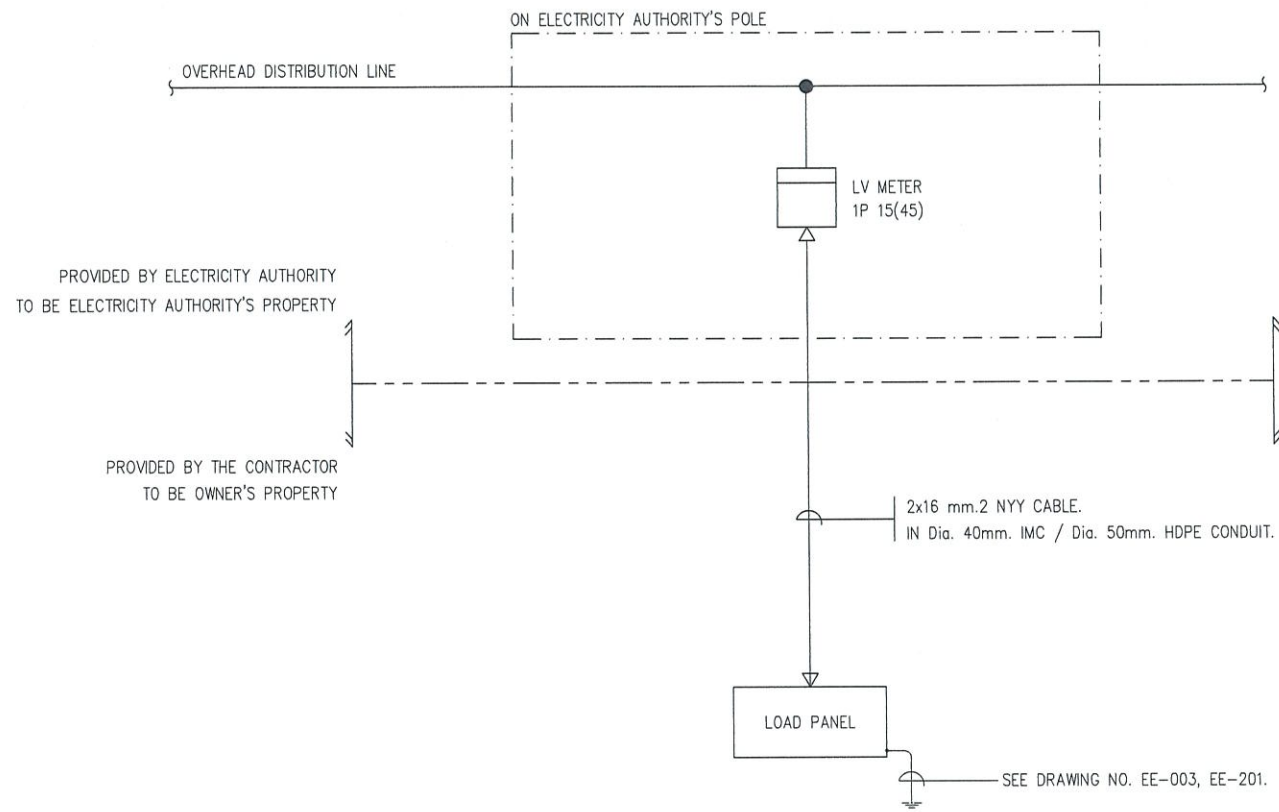 ON ELECTRICITY AUTHORITY'S POLE
OVERHEAD DISTRIBUTION LINE
LV METER
1P 15(45)
PROVIDED BY ELECTRICITY AUTHORITY
TO BE ELECTRICITY AUTHORITY'S PROPERTY
PROVIDED BY THE CONTRACTOR
TO BE OWNER'S PROPERTY
2x16 mm.2 NYY CABLE.
IN Dia. 40mm. IMC / Dia. 50mm. HDPE CONDUIT.
LOAD PANEL
SEE DRAWING NO. EE-003, EE-201.